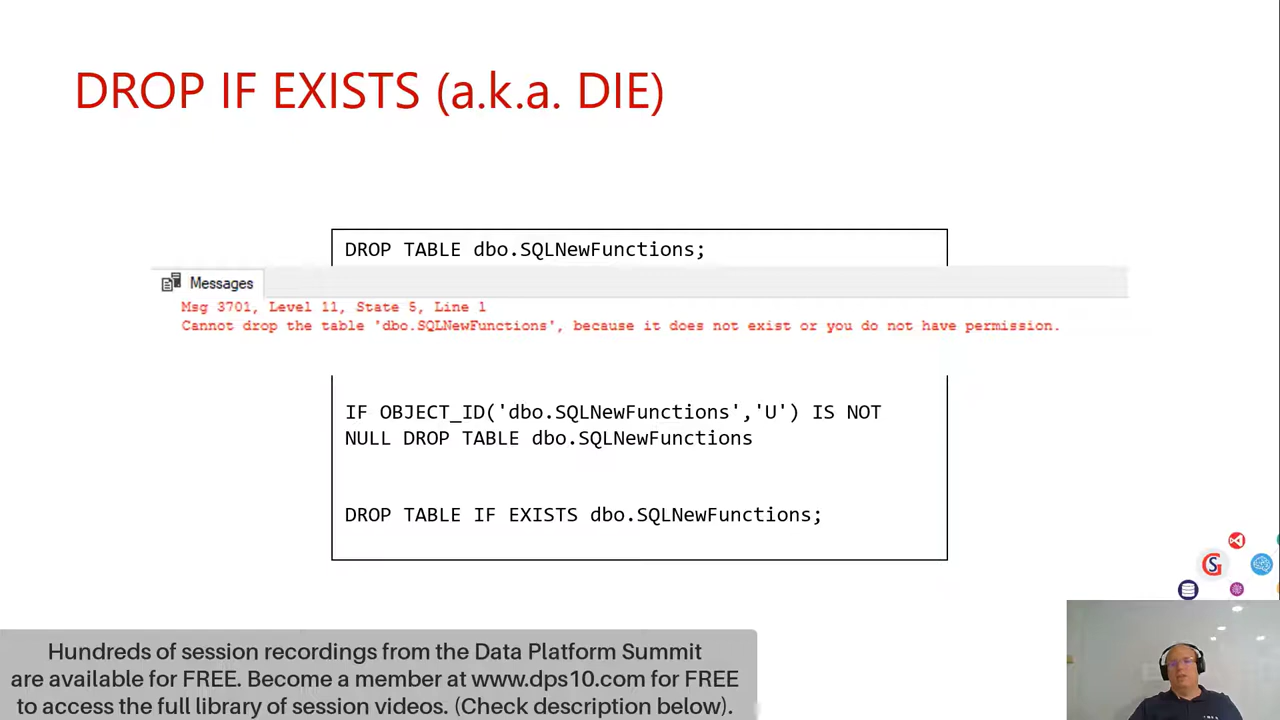 DROP IF EXISTS (a.k.a. DIE)
DROP TABLE dbo.SQLNewFunctions;
Messages
Msg 3701, Level 11, State 5, Line 1
Cannot drop the table 'dbo.SQLNewFunctions', because it does not exist or you do not have permission.
IF OBJECT_ID('dbo.SQLNewFunctions','U') IS NOT
NULL DROP TABLE dbo.SQLNewFunctions
DROP TABLE IF EXISTS dbo.SQLNewFunctions;
Hundreds of session recordings from the Data Platform Summit
are available for FREE. Become a member at www.dps10.com for FREE
to access the full library of session videos. (Check description below).